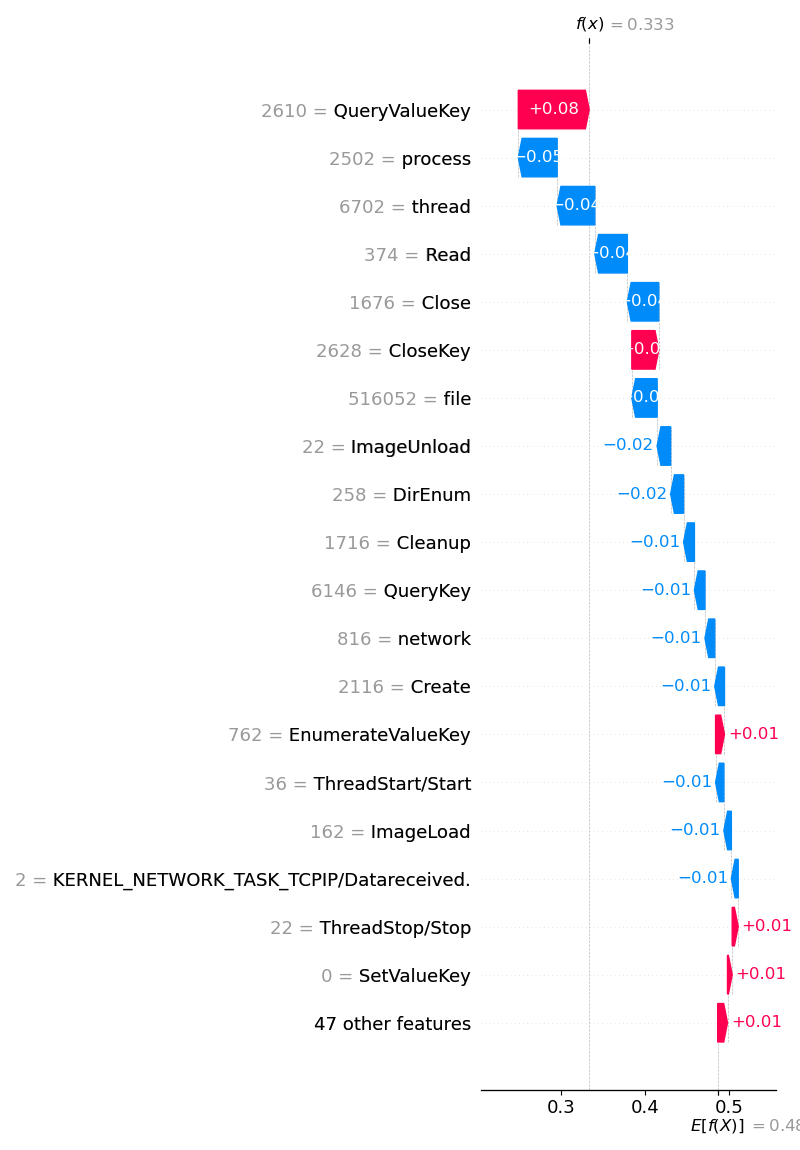 f(x) = 0.333
2610 = QueryValueKey +0.08
2502 = process −0.05
6702 = thread −0.04
374 = Read
1676 = Close
2628 = CloseKey
516052 = file
22 = ImageUnload −0.02
258 = DirEnum −0.02
1716 = Cleanup −0.01
6146 = QueryKey −0.01
816 = network −0.01
2116 = Create −0.01
762 = EnumerateValueKey +0.01
36 = ThreadStart/Start −0.01
162 = ImageLoad −0.01
2 = KERNEL_NETWORK_TASK_TCPIP/Datareceived. −0.01
22 = ThreadStop/Stop +0.01
0 = SetValueKey +0.01
47 other features +0.01
0.3 0.4 0.5
E[f(X)] = 0.48